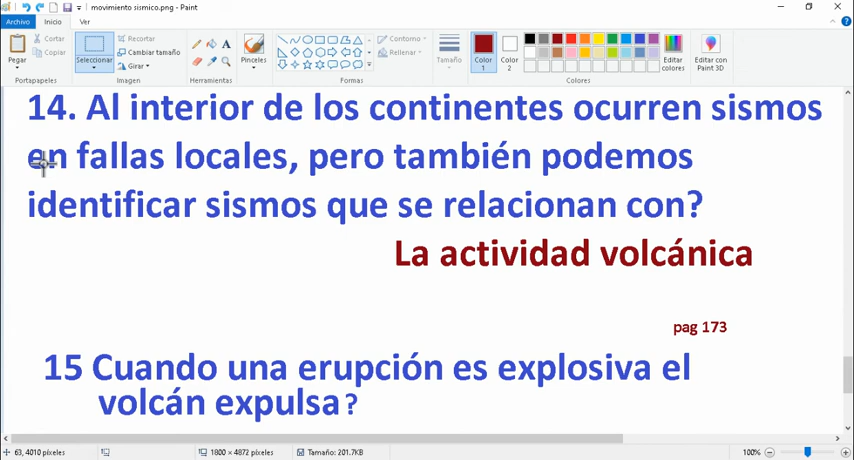 movimiento sismico.png - Paint
Archivo Inicio Ver
Pegar
Cortar
Copiar
Portapapeles
Seleccionar
Recortar
Cambiar tamaño
Girar
Imagen
A
Herramientas
Pinceles
Contorno
Rellenar
Formas
Tamaño
Color 1
Color 2
Editar colores
Editar con Paint 3D
Colores
14. Al interior de los continentes ocurren sismos
en fallas locales, pero también podemos
identificar sismos que se relacionan con?
La actividad volcánica
pag 173
15 Cuando una erupción es explosiva el
volcán expulsa?
63, 4010 píxeles
1800 × 4872 píxeles
Tamaño: 201.7KB
100%